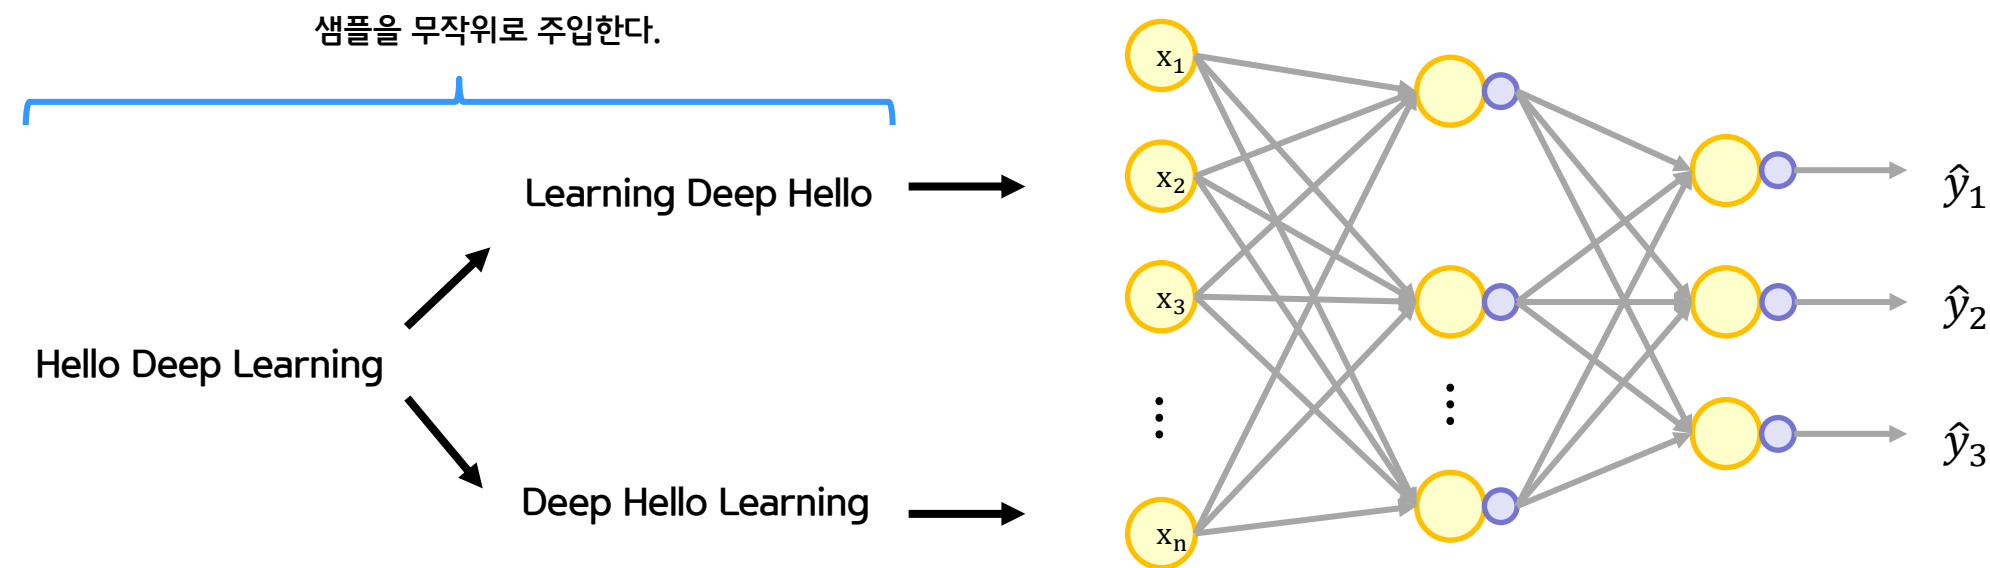 샘플을 무작위로 주입한다.
Learning Deep Hello
Hello Deep Learning
Deep Hello Learning
x₁
x₂
x₃
⋮
xₙ
⋮
ŷ₁
ŷ₂
ŷ₃